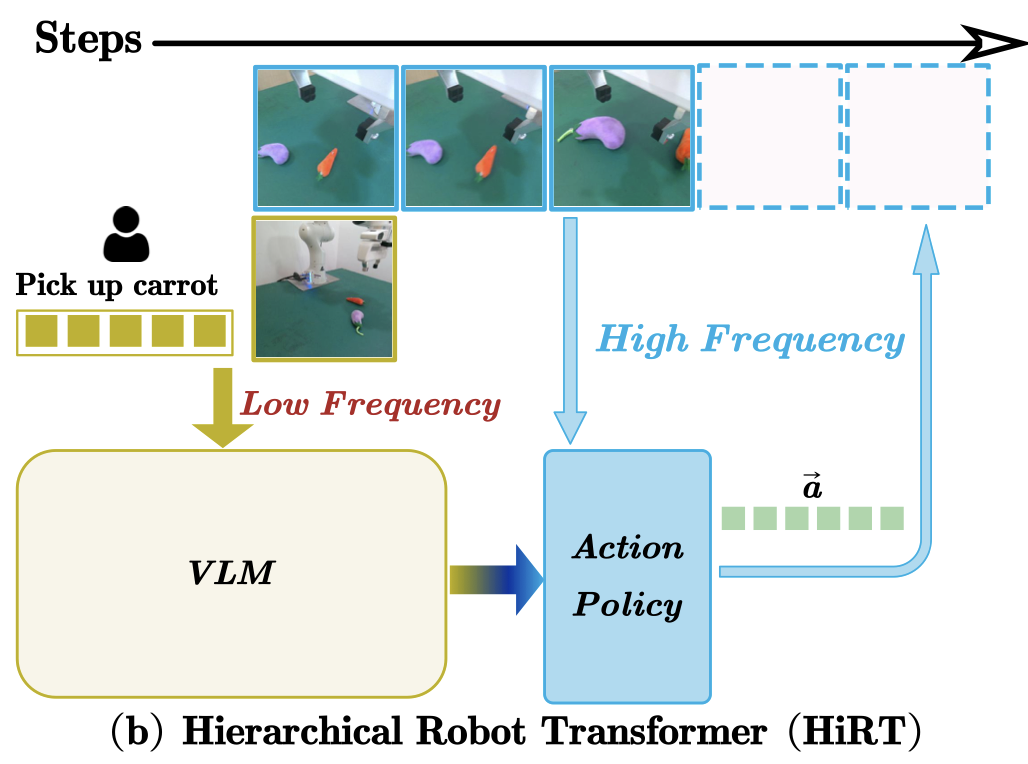 Steps
Pick up carrot
High Frequency
Low Frequency
VLM
Action
Policy
$\vec{a}$
(b) Hierarchical Robot Transformer (HiRT)